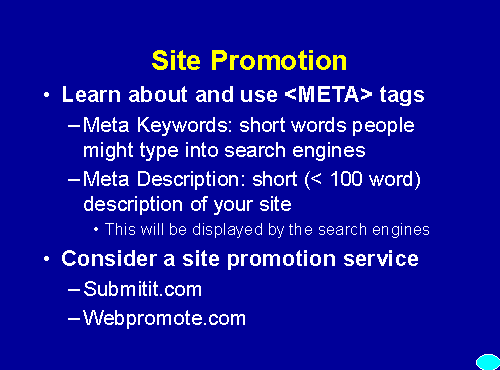 Site Promotion
• Learn about and use <META> tags
–Meta Keywords: short words people
might type into search engines
–Meta Description: short (< 100 word)
description of your site
• This will be displayed by the search engines
• Consider a site promotion service
–Submitit.com
–Webpromote.com